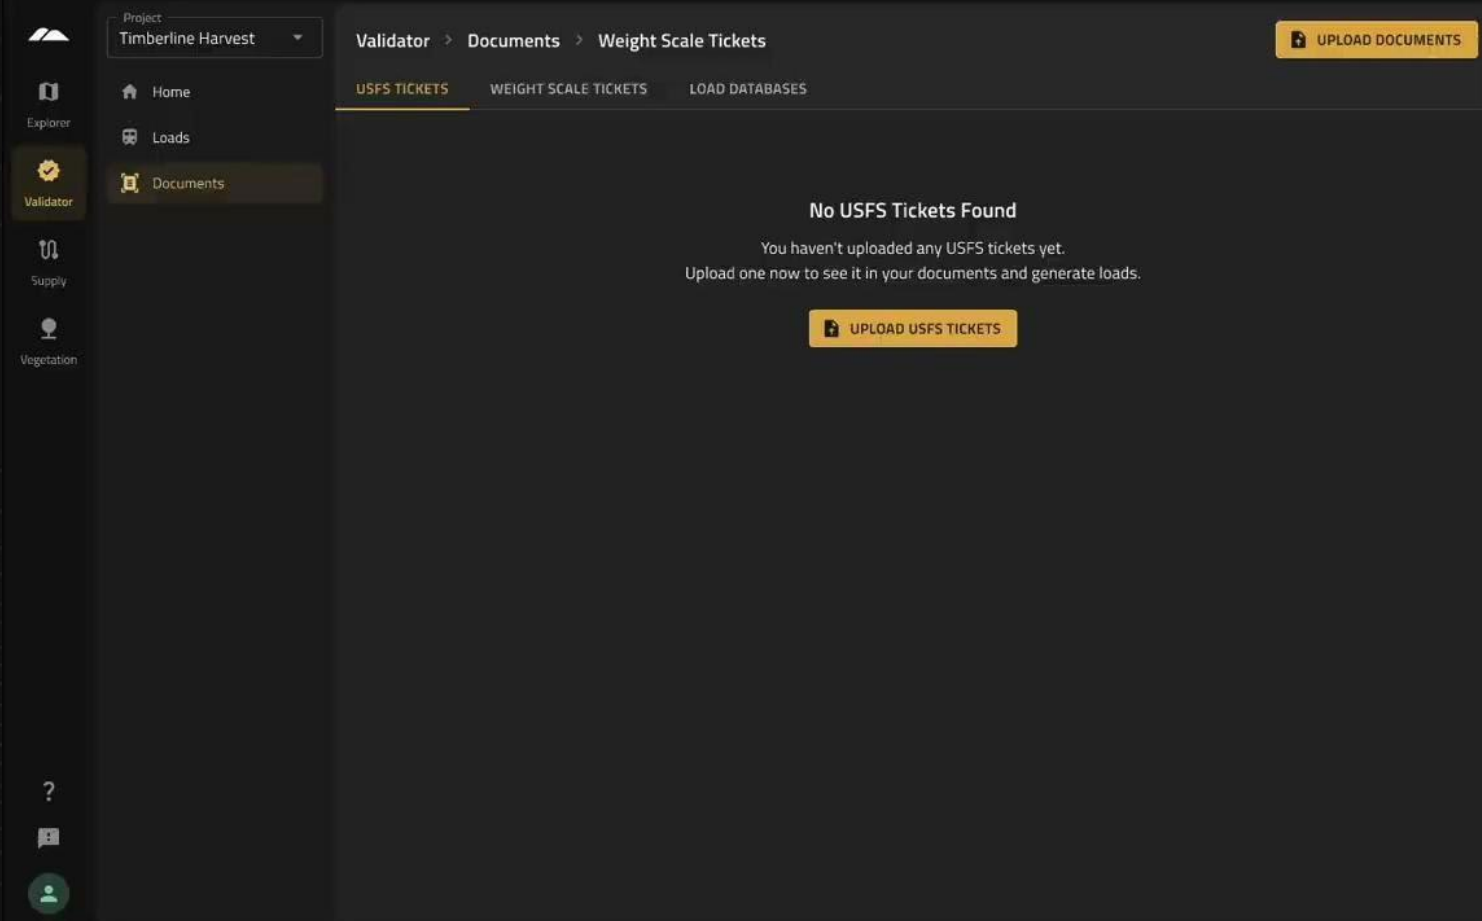 Project
Timberline Harvest
Explorer
Validator
Supply
Vegetation
Home
Loads
Documents
Validator > Documents > Weight Scale Tickets
UPLOAD DOCUMENTS
USFS TICKETS
WEIGHT SCALE TICKETS
LOAD DATABASES
No USFS Tickets Found
You haven't uploaded any USFS tickets yet.
Upload one now to see it in your documents and generate loads.
UPLOAD USFS TICKETS
?